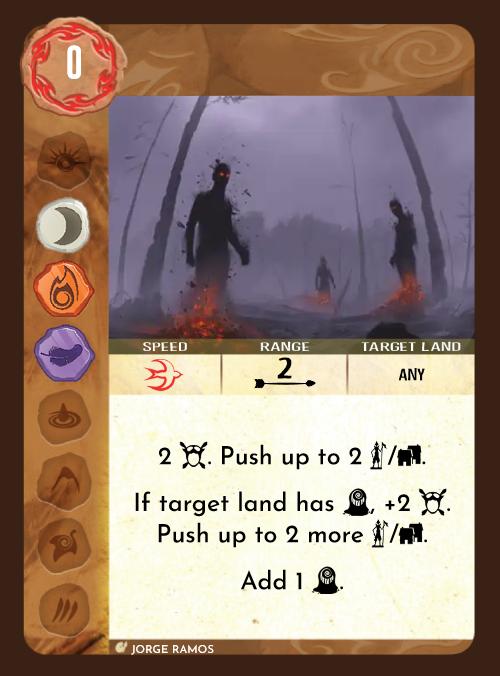 0
SPEED RANGE TARGET LAND
2 ANY
2 . Push up to 2 /.
If target land has , +2 .
Push up to 2 more /.
Add 1 .
JORGE RAMOS